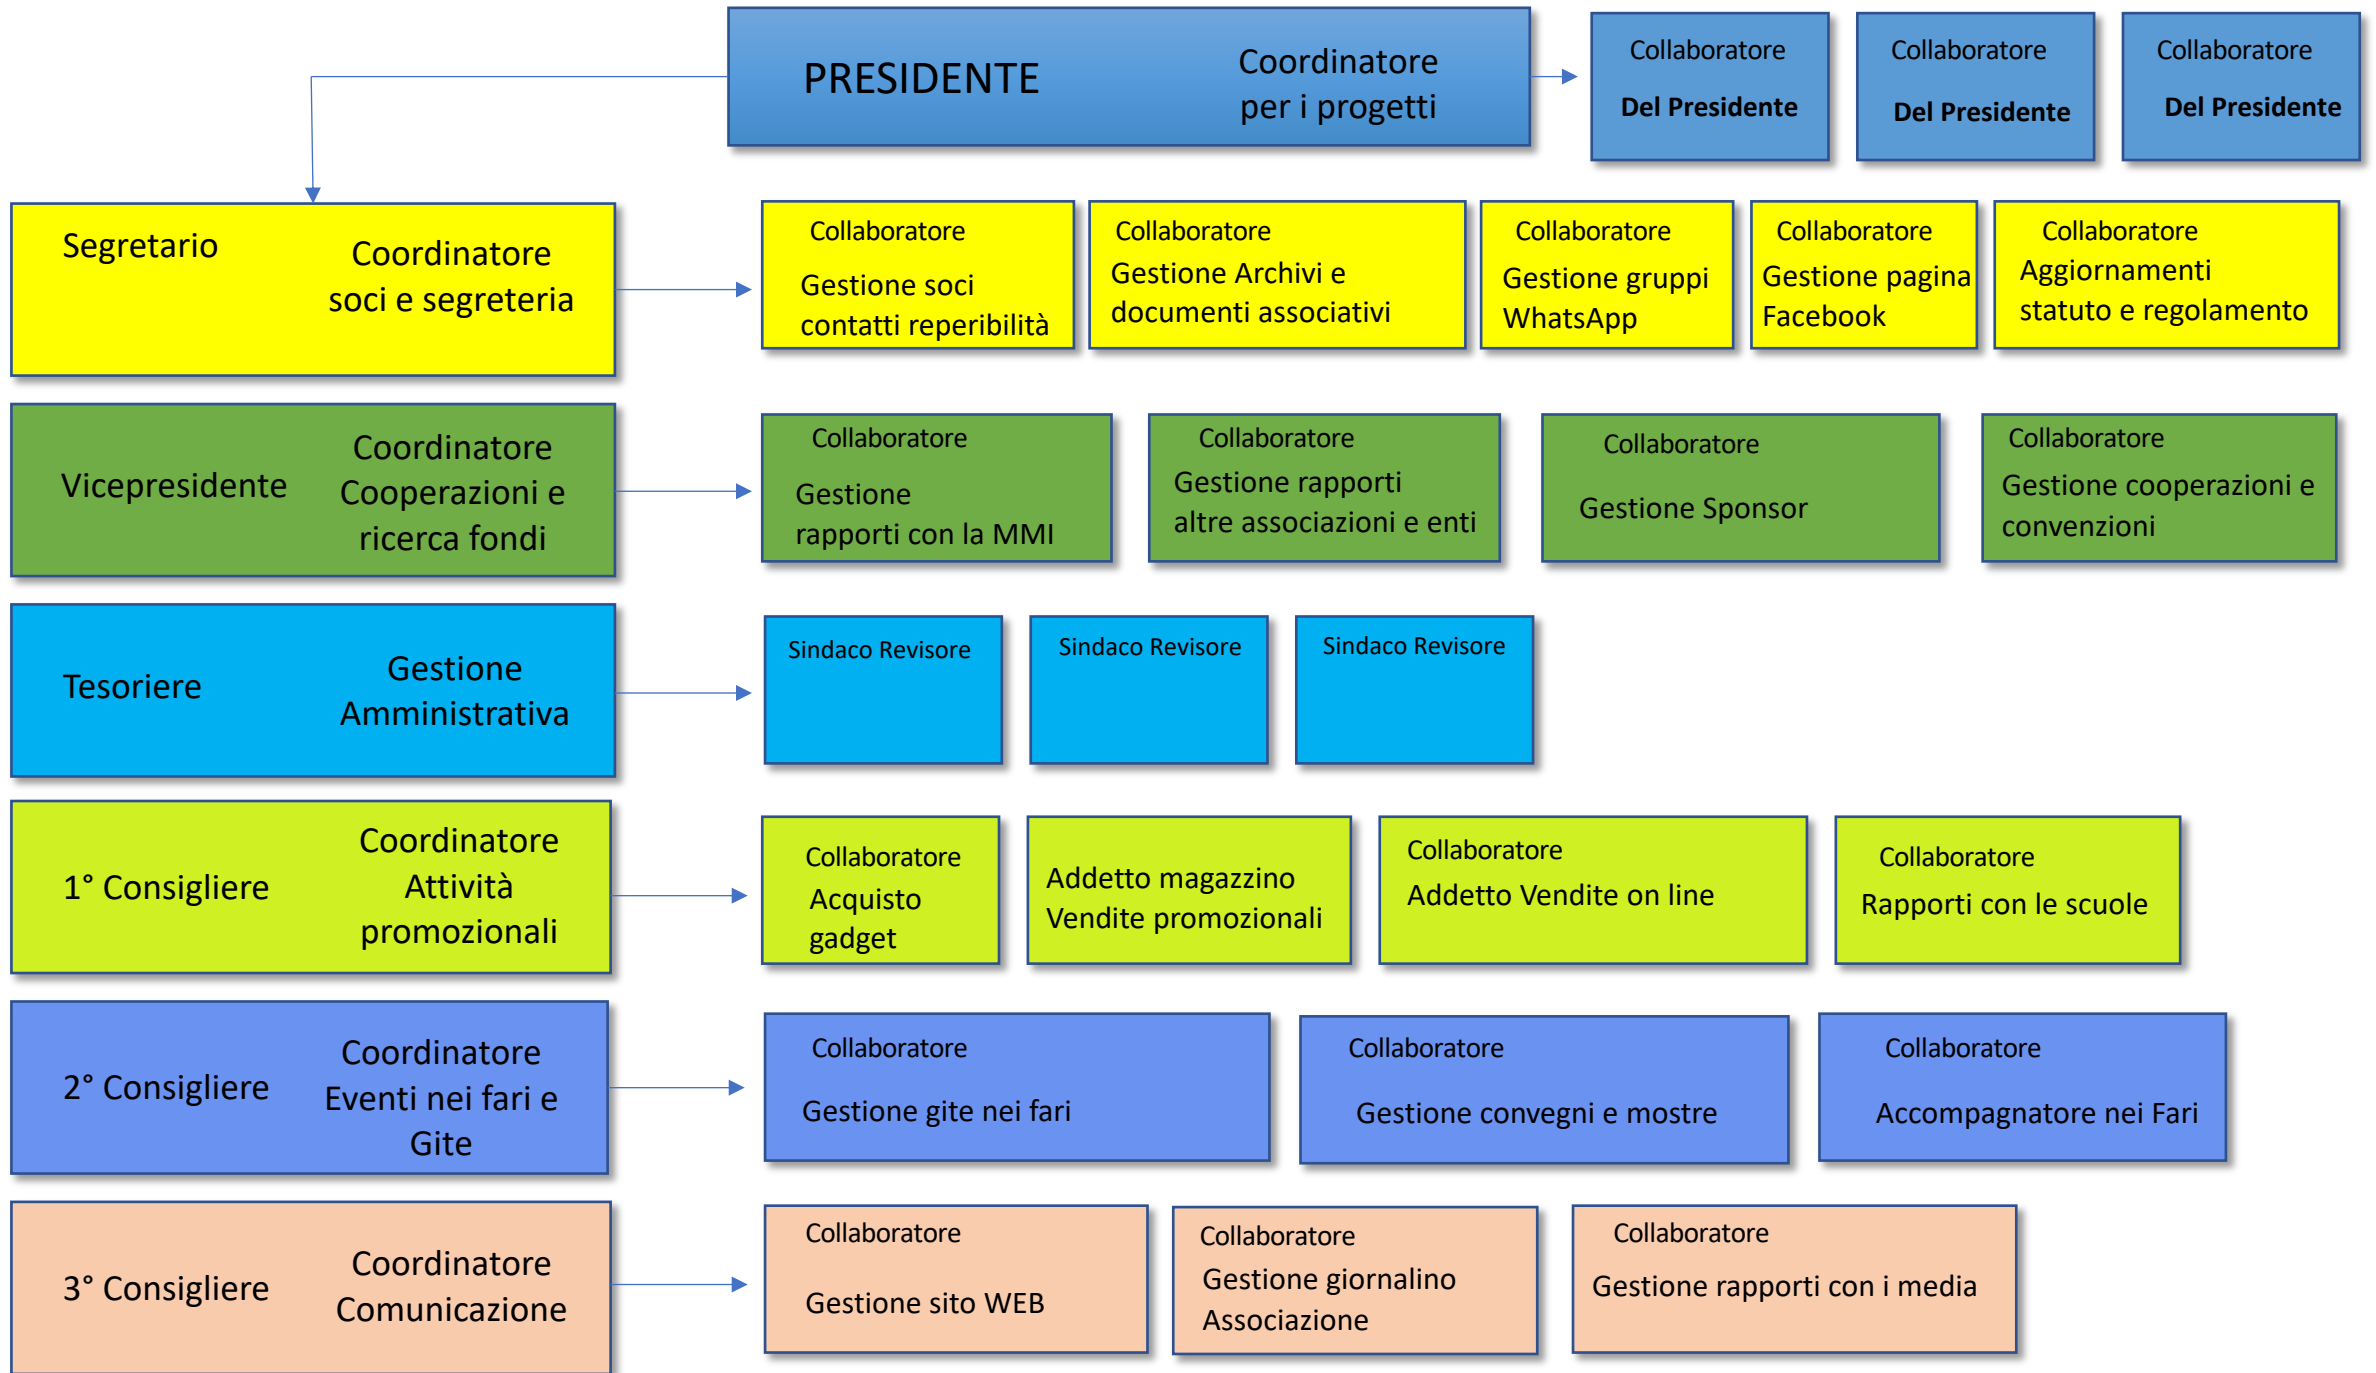 PRESIDENTE
Coordinatore
per i progetti
Collaboratore
Del Presidente
Collaboratore
Del Presidente
Collaboratore
Del Presidente
Segretario
Coordinatore
soci e segreteria
Collaboratore
Gestione soci
contatti reperibilità
Collaboratore
Gestione Archivi e
documenti associativi
Collaboratore
Gestione gruppi
WhatsApp
Collaboratore
Gestione pagina
Facebook
Collaboratore
Aggiornamenti
statuto e regolamento
Vicepresidente
Coordinatore
Cooperazioni e
ricerca fondi
Collaboratore
Gestione
rapporti con la MMI
Collaboratore
Gestione rapporti
altre associazioni e enti
Collaboratore
Gestione Sponsor
Collaboratore
Gestione cooperazioni e
convenzioni
Tesoriere
Gestione
Amministrativa
Sindaco Revisore
Sindaco Revisore
Sindaco Revisore
1° Consigliere
Coordinatore
Attività
promozionali
Collaboratore
Acquisto
gadget
Addetto magazzino
Vendite promozionali
Collaboratore
Addetto Vendite on line
Collaboratore
Rapporti con le scuole
2° Consigliere
Coordinatore
Eventi nei fari e
Gite
Collaboratore
Gestione gite nei fari
Collaboratore
Gestione convegni e mostre
Collaboratore
Accompagnatore nei Fari
3° Consigliere
Coordinatore
Comunicazione
Collaboratore
Gestione sito WEB
Collaboratore
Gestione giornalino
Associazione
Collaboratore
Gestione rapporti con i media